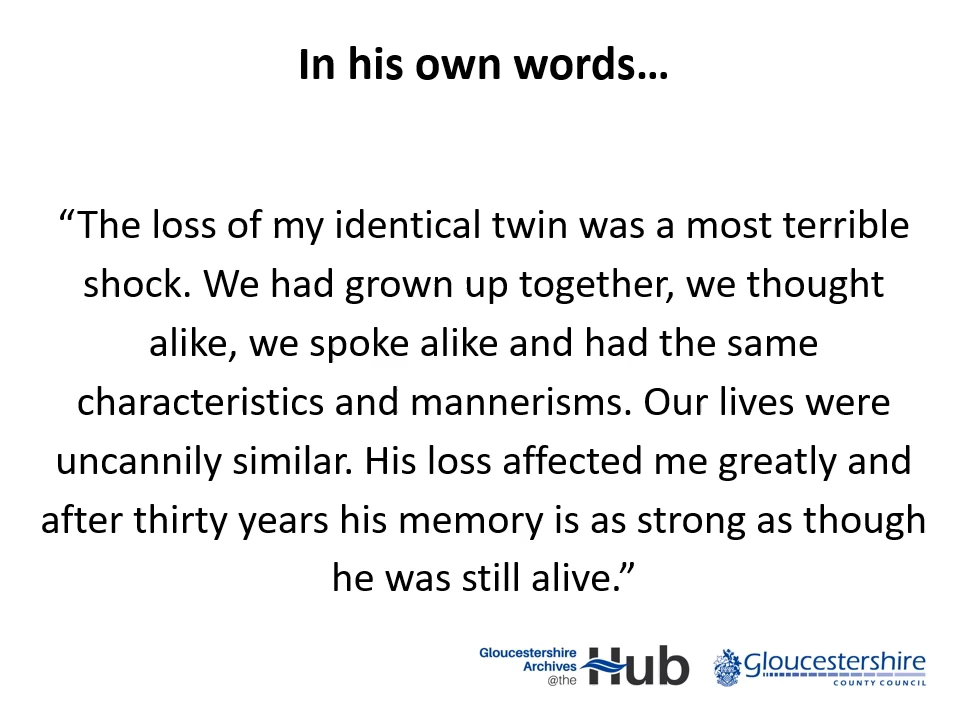 In his own words…
“The loss of my identical twin was a most terrible
shock. We had grown up together, we thought
alike, we spoke alike and had the same
characteristics and mannerisms. Our lives were
uncannily similar. His loss affected me greatly and
after thirty years his memory is as strong as though
he was still alive.”
Gloucestershire
Archives
@the
Hub
Gloucestershire
COUNTY COUNCIL